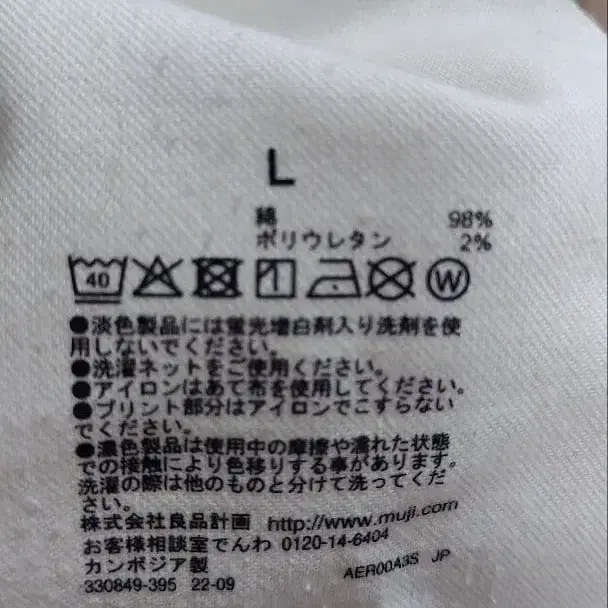 L
綿 98%
ポリウレタン 2%
40
W
●淡色製品には蛍光増白剤入り洗剤を使
用しないでください。
●洗濯ネットをご使用ください。
●アイロンはあて布を使用してください。
●プリント部分はアイロンでこすらない
でください。
●濃色製品は使用中の摩擦や濡れた状態
での接触により色移りする事があります。
洗濯の際は他のものと分けて洗ってくだ
さい。
株式会社良品計画 http://www.muji.com
お客様相談室でんわ 0120-14-6404
カンボジア製
330849-395 22-09
AER00A3S JP